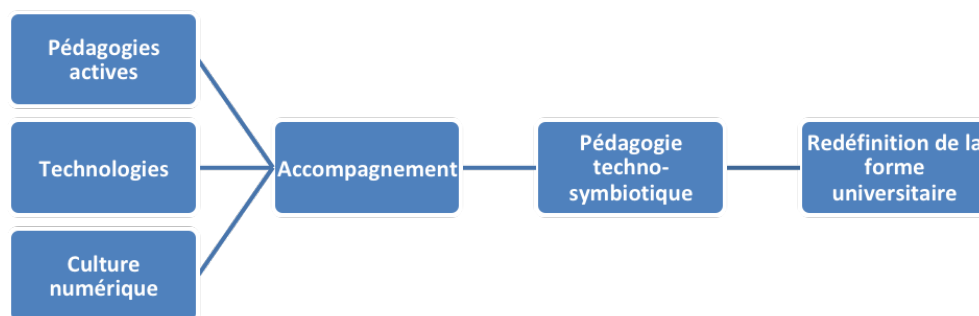 Pédagogies
actives
Technologies
Culture
numérique
Accompagnement
Pédagogie
techno-
symbiotique
Redéfinition de la
forme
universitaire